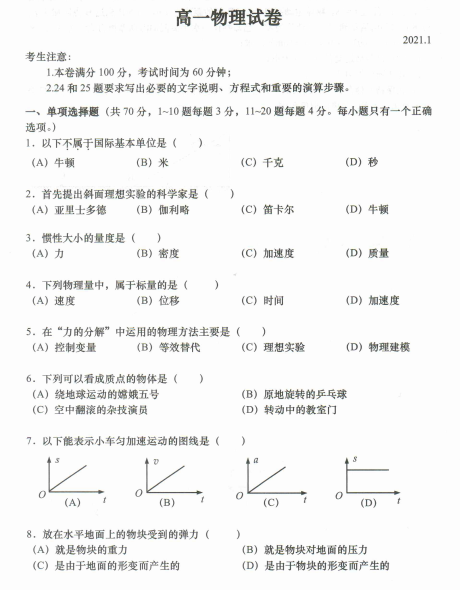 高一物理试卷
2021.1
考生注意：
1.本卷满分 100 分，考试时间为 60 分钟；
2.24 和 25 题要求写出必要的文字说明、方程式和重要的演算步骤。
一、单项选择题（共 70 分，1~10 题每题 3 分，11~20 题每题 4 分。每小题只有一个正确
选项。）
1．以下不属于国际基本单位是（　　）
(A) 牛顿 (B) 米 (C) 千克 (D) 秒
2．首先提出斜面理想实验的科学家是（　　）
(A) 亚里士多德 (B) 伽利略 (C) 笛卡尔 (D) 牛顿
3．惯性大小的量度是（　　）
(A) 力 (B) 密度 (C) 加速度 (D) 质量
4．下列物理量中，属于标量的是（　　）
(A) 速度 (B) 位移 (C) 时间 (D) 加速度
5．在“力的分解”中运用的物理方法主要是（　　）
(A) 控制变量 (B) 等效替代 (C) 理想实验 (D) 物理建模
6．下列可以看成质点的物体是（　　）
(A) 绕地球运动的嫦娥五号 (B) 原地旋转的乒乓球
(C) 空中翻滚的杂技演员 (D) 转动中的教室门
7．以下能表示小车匀加速运动的图线是（　　）
s v a s
O t O t O t O t
(A) (B) (C) (D)
8．放在水平地面上的物块受到的弹力（　　）
(A) 就是物块的重力 (B) 就是物块对地面的压力
(C) 是由于地面的形变而产生的 (D) 是由于物块的形变而产生的